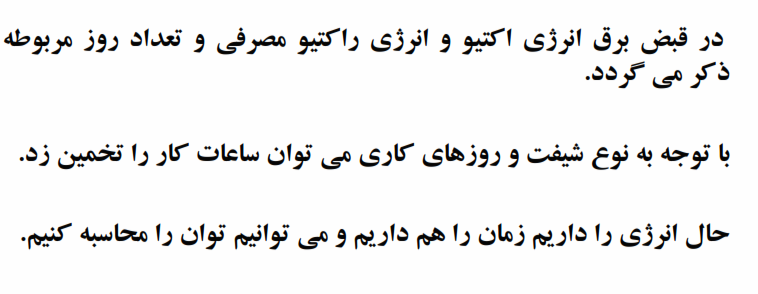 در قبض برق انرژی اکتیو و انرژی راکتیو مصرفی و تعداد روز مربوطه
ذکر می گردد.
با توجه به نوع شیفت و روزهای کاری می توان ساعات کار را تخمین زد.
حال انرژی را داریم زمان را هم داریم و می توانیم توان را محاسبه کنیم.